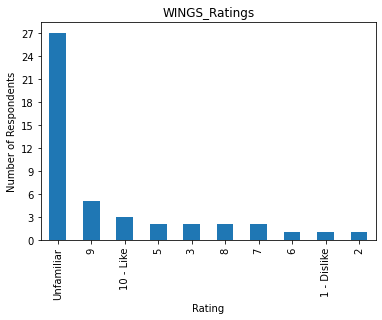 WINGS_Ratings
Number of Respondents
27
24
21
18
15
12
9
6
3
0
Unfamiliar
9
10 - Like
5
3
8
7
6
1 - Dislike
2
Rating